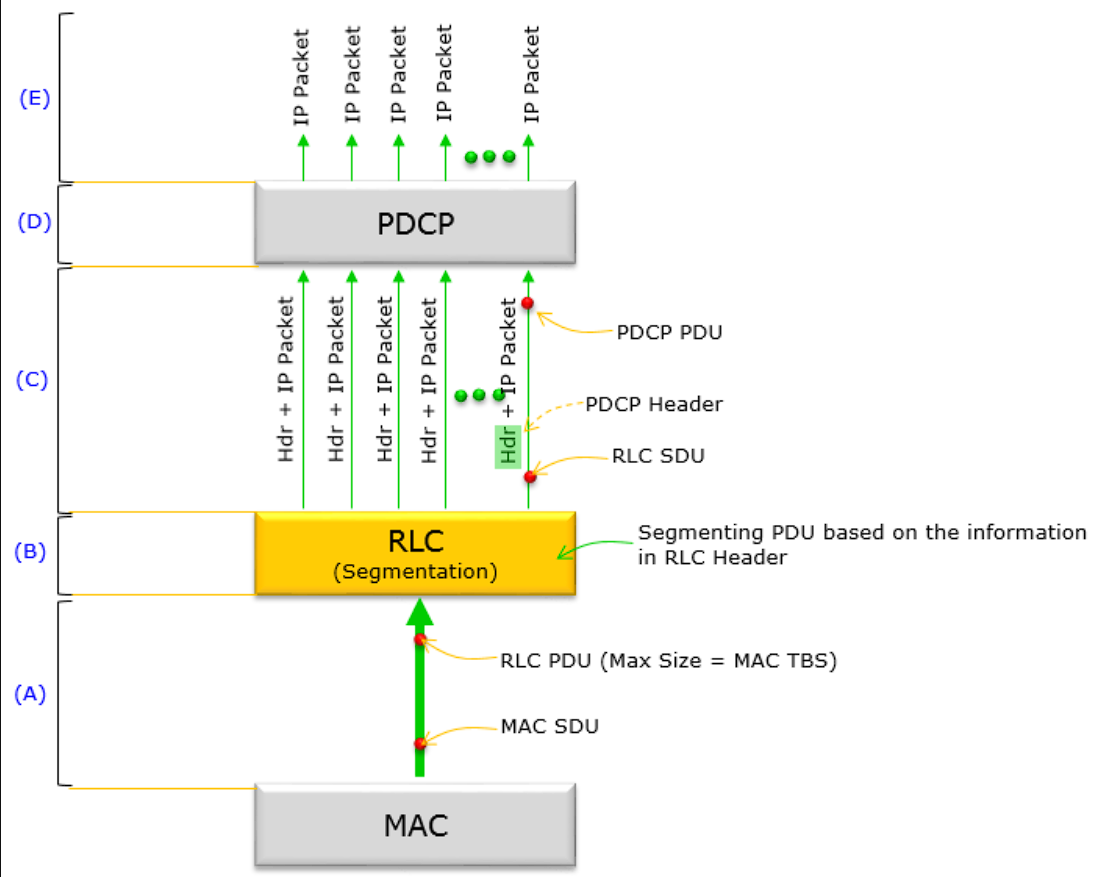 (E)
IP Packet
IP Packet
IP Packet
IP Packet
IP Packet
(D)
PDCP
(C)
Hdr + IP Packet
Hdr + IP Packet
Hdr + IP Packet
Hdr + IP Packet
Hdr + IP Packet
PDCP PDU
PDCP Header
RLC SDU
(B)
RLC
(Segmentation)
Segmenting PDU based on the information
in RLC Header
(A)
RLC PDU (Max Size = MAC TBS)
MAC SDU
MAC